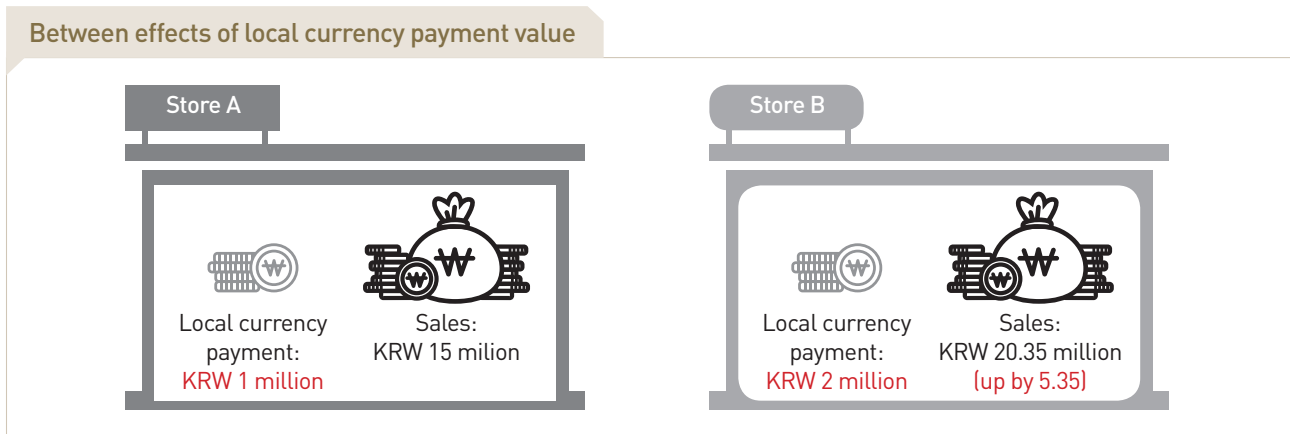 Between effects of local currency payment value
Store A
₩
₩
₩
Local currency
payment:
KRW 1 million
Sales:
KRW 15 milion
Store B
₩
₩
₩
Local currency
payment:
KRW 2 million
Sales:
KRW 20.35 million
(up by 5.35)